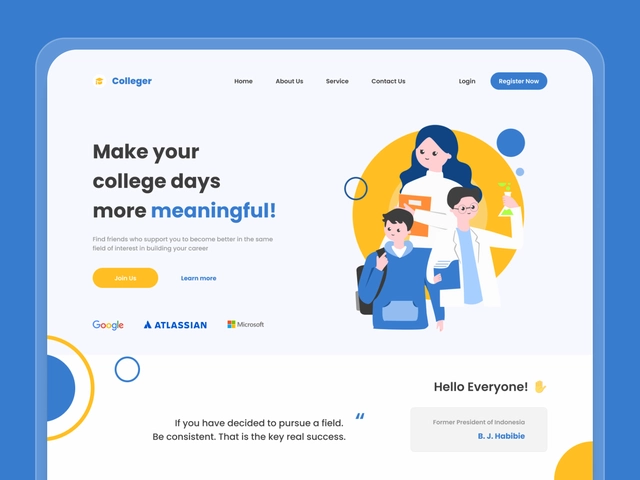 Colleger
Home About Us Service Contact Us Login Register Now
Make your
college days
more meaningful!
Find friends who support you to become better in the same
field of interest in building your career
Join Us Learn more
Google ATLASSIAN Microsoft
Hello Everyone!
If you have decided to pursue a field. “
Be consistent. That is the key real success.
Former President of Indonesia
B. J. Habibie